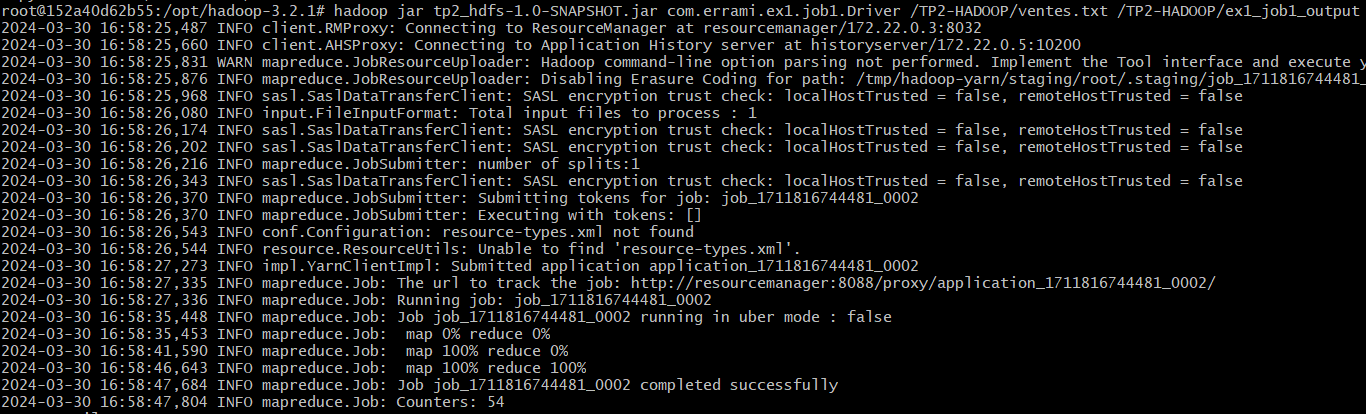 root@152a40d62b55:/opt/hadoop-3.2.1# hadoop jar tp2_hdfs-1.0-SNAPSHOT.jar com.errami.ex1.job1.Driver /TP2-HADOOP/ventes.txt /TP2-HADOOP/ex1_job1_output
2024-03-30 16:58:25,487 INFO client.RMProxy: Connecting to ResourceManager at resourcemanager/172.22.0.3:8032
2024-03-30 16:58:25,660 INFO client.AHSProxy: Connecting to Application History server at historyserver/172.22.0.5:10200
2024-03-30 16:58:25,831 WARN mapreduce.JobResourceUploader: Hadoop command-line option parsing not performed. Implement the Tool interface and execute y
2024-03-30 16:58:25,876 INFO mapreduce.JobResourceUploader: Disabling Erasure Coding for path: /tmp/hadoop-yarn/staging/root/.staging/job_1711816744481_
2024-03-30 16:58:25,968 INFO sasl.SaslDataTransferClient: SASL encryption trust check: localHostTrusted = false, remoteHostTrusted = false
2024-03-30 16:58:26,080 INFO input.FileInputFormat: Total input files to process : 1
2024-03-30 16:58:26,174 INFO sasl.SaslDataTransferClient: SASL encryption trust check: localHostTrusted = false, remoteHostTrusted = false
2024-03-30 16:58:26,202 INFO sasl.SaslDataTransferClient: SASL encryption trust check: localHostTrusted = false, remoteHostTrusted = false
2024-03-30 16:58:26,216 INFO mapreduce.JobSubmitter: number of splits:1
2024-03-30 16:58:26,343 INFO sasl.SaslDataTransferClient: SASL encryption trust check: localHostTrusted = false, remoteHostTrusted = false
2024-03-30 16:58:26,370 INFO mapreduce.JobSubmitter: Submitting tokens for job: job_1711816744481_0002
2024-03-30 16:58:26,370 INFO mapreduce.JobSubmitter: Executing with tokens: []
2024-03-30 16:58:26,543 INFO conf.Configuration: resource-types.xml not found
2024-03-30 16:58:26,544 INFO resource.ResourceUtils: Unable to find 'resource-types.xml'.
2024-03-30 16:58:27,273 INFO impl.YarnClientImpl: Submitted application application_1711816744481_0002
2024-03-30 16:58:27,335 INFO mapreduce.Job: The url to track the job: http://resourcemanager:8088/proxy/application_1711816744481_0002/
2024-03-30 16:58:27,336 INFO mapreduce.Job: Running job: job_1711816744481_0002
2024-03-30 16:58:35,448 INFO mapreduce.Job: Job job_1711816744481_0002 running in uber mode : false
2024-03-30 16:58:35,453 INFO mapreduce.Job:  map 0% reduce 0%
2024-03-30 16:58:41,590 INFO mapreduce.Job:  map 100% reduce 0%
2024-03-30 16:58:46,643 INFO mapreduce.Job:  map 100% reduce 100%
2024-03-30 16:58:47,684 INFO mapreduce.Job: Job job_1711816744481_0002 completed successfully
2024-03-30 16:58:47,804 INFO mapreduce.Job: Counters: 54